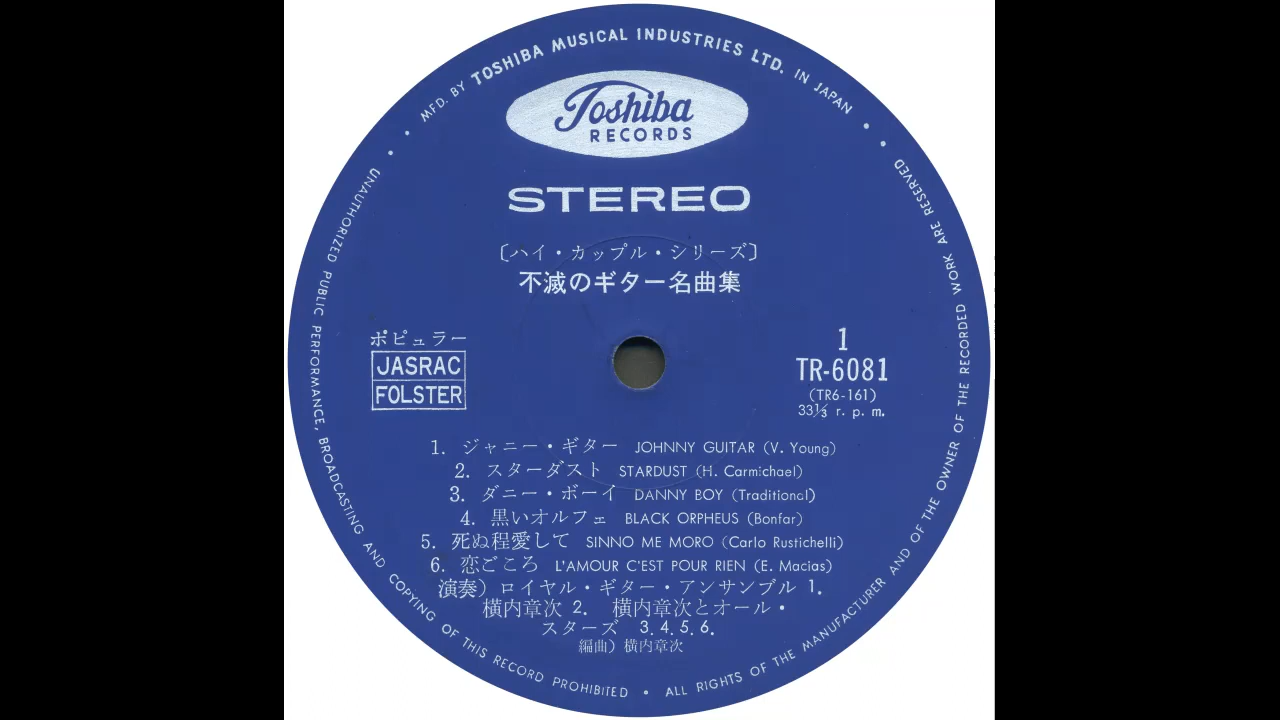 MFD. BY TOSHIBA MUSICAL INDUSTRIES LTD. IN JAPAN
Toshiba
RECORDS
STEREO
〔ハイ・カップル・シリーズ〕
不滅のギター名曲集
ポピュラー
JASRAC
FOLSTER
1
TR-6081
(TR6-161)
33⅓ r. p. m.
1. ジャニー・ギター JOHNNY GUITAR (V. Young)
2. スターダスト STARDUST (H. Carmichael)
3. ダニー・ボーイ DANNY BOY (Traditional)
4. 黒いオルフェ BLACK ORPHEUS (Bonfar)
5. 死ぬ程愛して SINNO ME MORO (Carlo Rustichelli)
6. 恋ごころ L'AMOUR C'EST POUR RIEN (E. Macias)
演奏）ロイヤル・ギター・アンサンブル 1.
横内章次 2. 横内章次とオール・
スターズ 3.4.5.6.
編曲）横内章次
UNAUTHORIZED PUBLIC PERFORMANCE, BROADCASTING AND COPYING OF THIS RECORD PROHIBITED • ALL RIGHTS OF THE MANUFACTURER AND OF THE OWNER OF THE RECORDED WORK ARE RESERVED